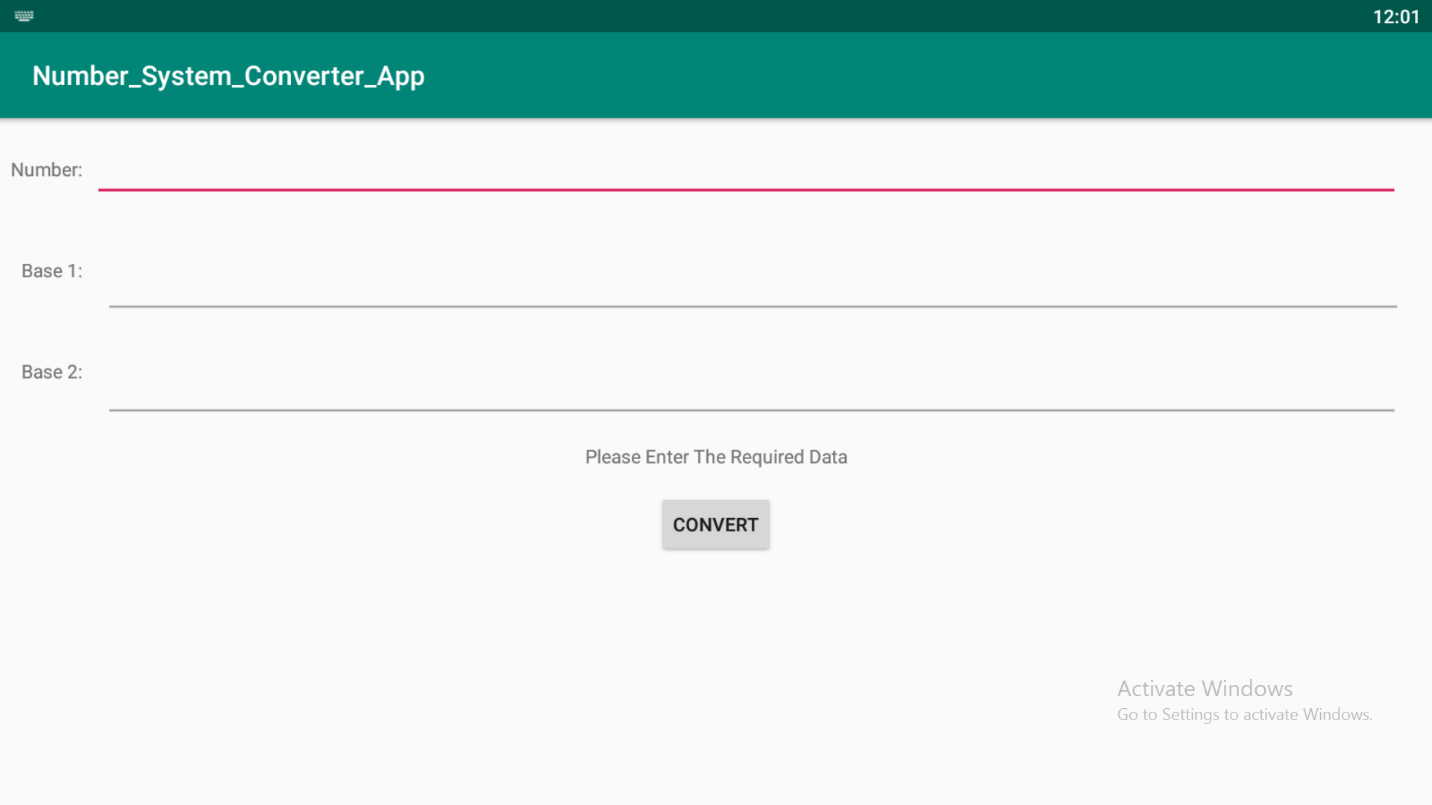 12:01
Number_System_Converter_App
Number:
Base 1:
Base 2:
Please Enter The Required Data
CONVERT
Activate Windows
Go to Settings to activate Windows.